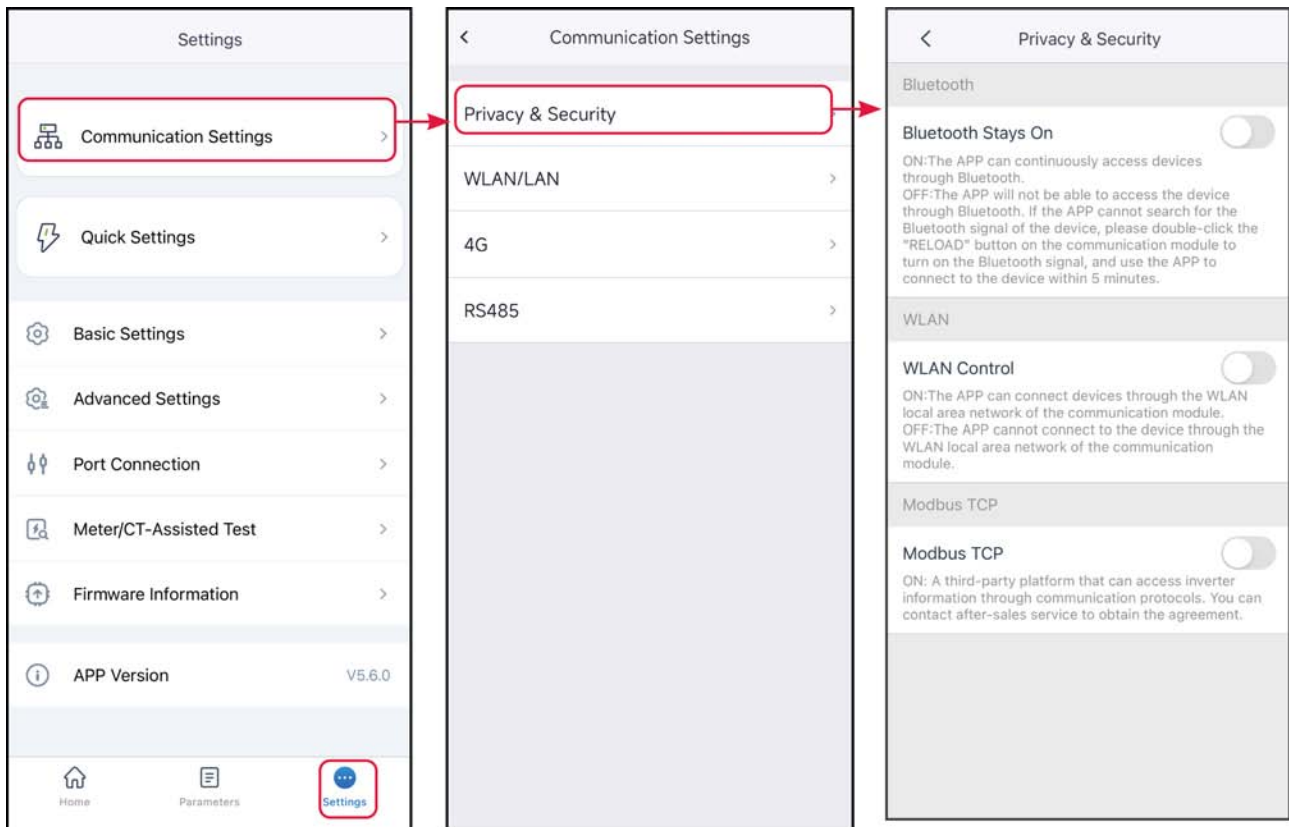 Settings
Communication Settings
Quick Settings
Basic Settings
Advanced Settings
Port Connection
Meter/CT-Assisted Test
Firmware Information
APP Version V5.6.0
Home Parameters Settings
Communication Settings
Privacy & Security
WLAN/LAN
4G
RS485
Privacy & Security
Bluetooth
Bluetooth Stays On
ON:The APP can continuously access devices
through Bluetooth.
OFF:The APP will not be able to access the device
through Bluetooth. If the APP cannot search for the
Bluetooth signal of the device, please double-click the
"RELOAD" button on the communication module to
turn on the Bluetooth signal, and use the APP to
connect to the device within 5 minutes.
WLAN
WLAN Control
ON:The APP can connect devices through the WLAN
local area network of the communication module.
OFF:The APP cannot connect to the device through the
WLAN local area network of the communication
module.
Modbus TCP
Modbus TCP
ON: A third-party platform that can access inverter
information through communication protocols. You can
contact after-sales service to obtain the agreement.